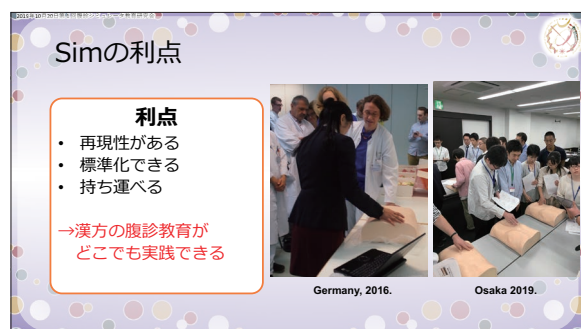 Simの利点
利点
• 再現性がある
• 標準化できる
• 持ち運べる
→漢方の腹診教育が
どこでも実践できる
Germany, 2016.
Osaka 2019.